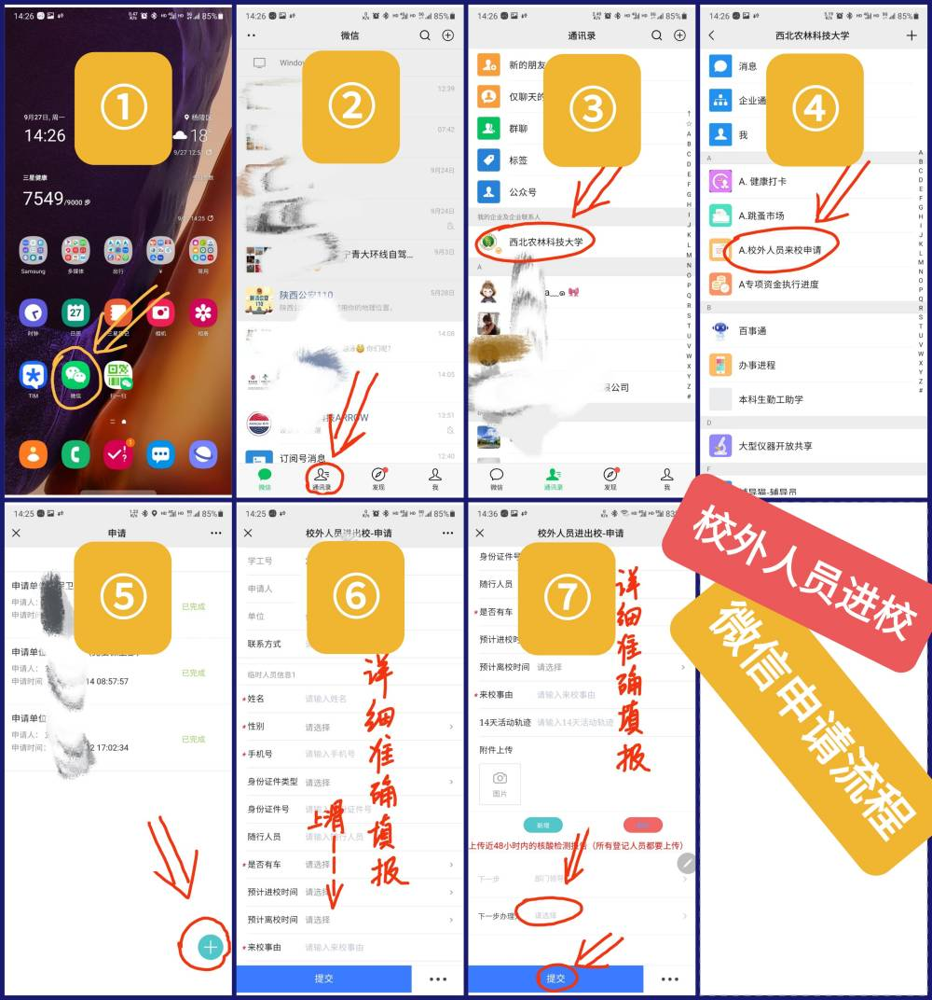 14:26
85%
①
9月27日, 周一
14:26
杨陵区
18°
三星健康
7549/9000 步
Samsung
多媒体
出行
资讯
常用
时钟
日历
三星笔记
相机
相册
TIM
微信
扫一扫
14:26
85%
微信
②
12:39
07:42
9月24日
9月24日
宁青大环线自驾...
9月3日
陕西公安110
5月28日
陕西公
用你的地理位置。
14:08
你们呢?
14:05
ARROW
13:51
订阅号消息
12:40
微信
通讯录
发现
我
14:26
85%
通讯录
③
新的朋友
仅聊天的
群聊
标签
公众号
我的企业及企业联系人
西北农林科技大学
A
限公司
微信
通讯录
发现
我
14:26
85%
西北农林科技大学
④
消息
企业通
我
A
A. 健康打卡
A.跳蚤市场
A.校外人员来校申请
A专项资金执行进度
B
百事通
办事进程
本科生勤工助学
D
大型仪器开放共享
F
辅导猫-辅导员
14:25
85%
申请
⑤
申请单位
申请人:
申请时间
已完成
申请单位
申请人:
申请时间
14 08:57:57
已完成
申请单位
申请人:
申请时间:
2 17:02:34
已完成
14:25
85%
校外人员进出校-申请
⑥
学工号
申请人
单位
联系方式
临时人员信息1
*姓名 请输入姓名
*性别 请选择
*手机号 请输入手机号
身份证件类型 请选择
身份证件号 请输入身份证件号
随行人员 请输入随行人员
*是否有车 请选择
预计进校时间 请选择
预计离校时间 请选择
*来校事由 请输入来校事由
提交
详细准确填报
上滑
14:36
校外人员进出校-申请
⑦
身份证件号
随行人员
*是否有车
预计进校时
预计离校时间 请选择
*来校事由 请输入来校事由
14天活动轨迹 请输入14天活动轨迹
附件上传
图片
新增
上传近48小时内的核酸检测报告（所有登记人员都要上传）
下一步 部门领导
下一步办理 请选择
提交
详细准确填报
校外人员进校
微信申请流程